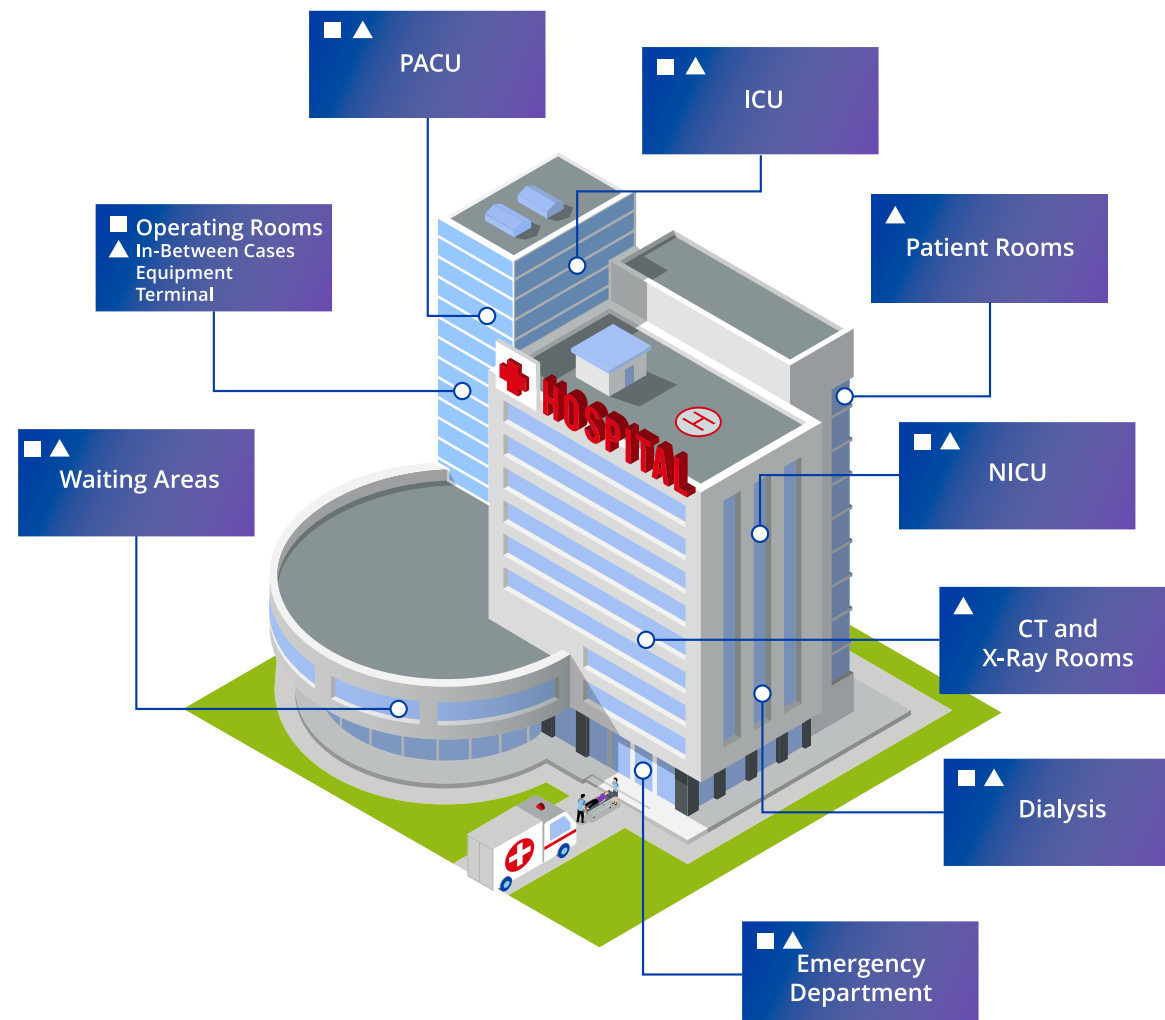 PACU
ICU
Operating Rooms
In-Between Cases
Equipment
Terminal
Patient Rooms
HOSPITAL
H
Waiting Areas
NICU
CT and
X-Ray Rooms
Dialysis
Emergency
Department